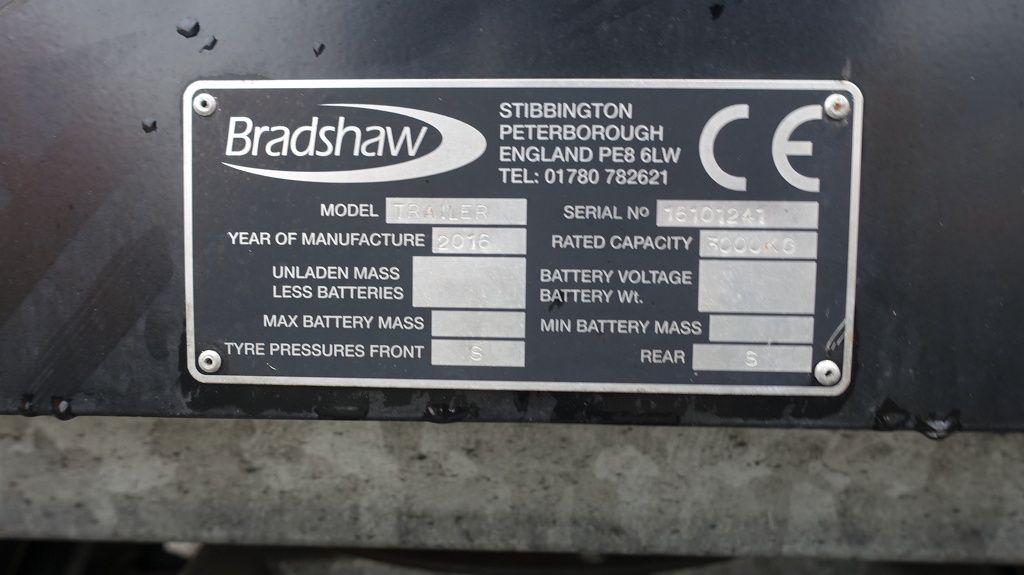 Bradshaw
STIBBINGTON
PETERBOROUGH
ENGLAND PE8 6LW
TEL: 01780 782621
CE
MODEL TRAILER
SERIAL Nº 16101241
YEAR OF MANUFACTURE 2016
RATED CAPACITY
UNLADEN MASS
LESS BATTERIES
BATTERY VOLTAGE
BATTERY Wt.
MAX BATTERY MASS
MIN BATTERY MASS
TYRE PRESSURES FRONT S
REAR S